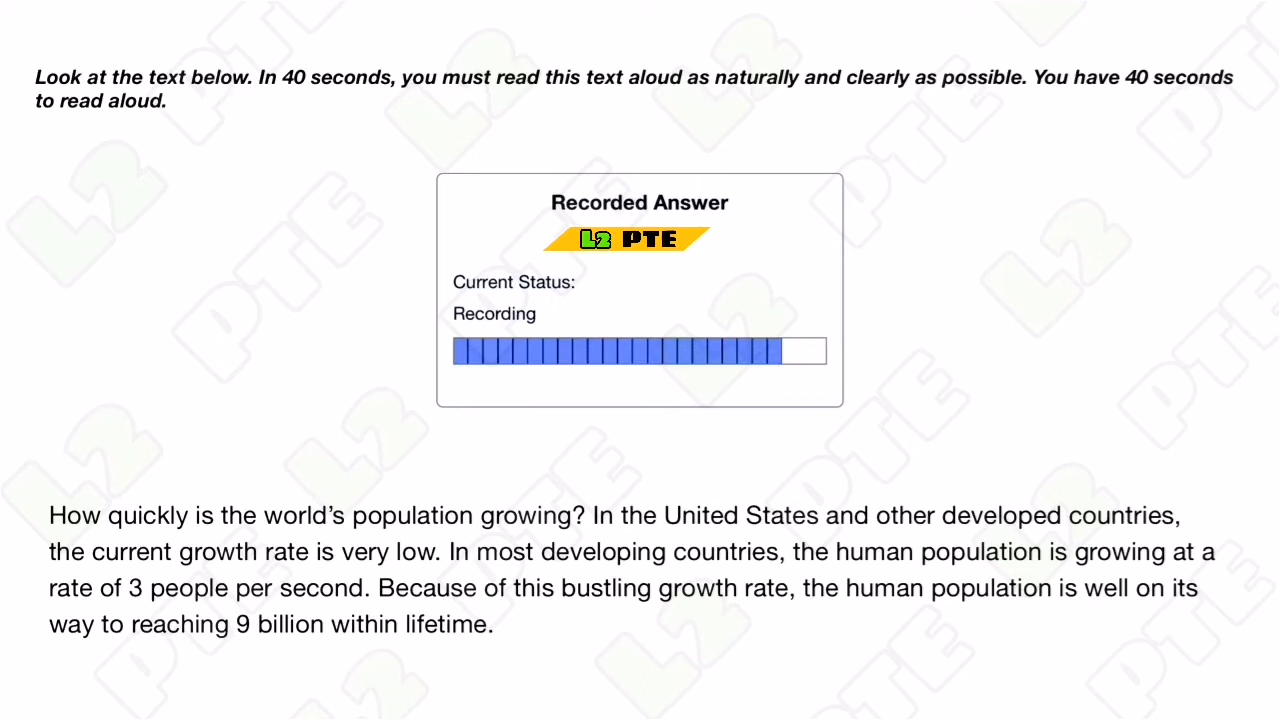 Look at the text below. In 40 seconds, you must read this text aloud as naturally and clearly as possible. You have 40 seconds
to read aloud.
Recorded Answer
L2 PTE
Current Status:
Recording
How quickly is the world’s population growing? In the United States and other developed countries,
the current growth rate is very low. In most developing countries, the human population is growing at a
rate of 3 people per second. Because of this bustling growth rate, the human population is well on its
way to reaching 9 billion within lifetime.